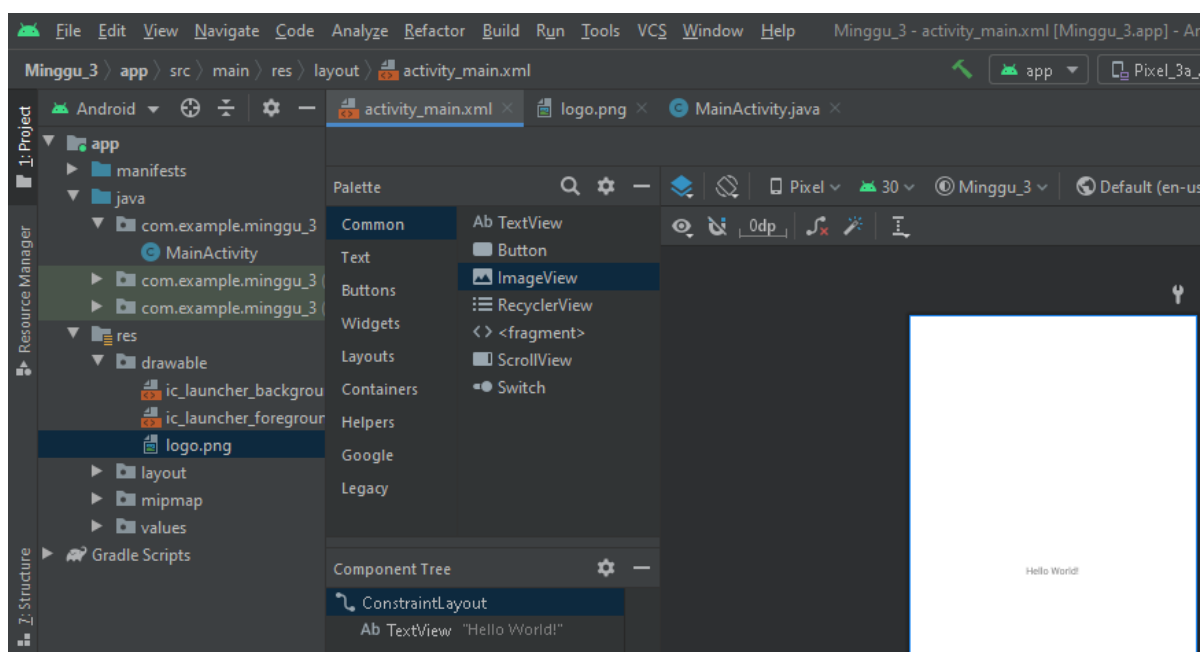 File Edit View Navigate Code Analyze Refactor Build Run Tools VCS Window Help Minggu_3 - activity_main.xml [Minggu_3.app] - An
Minggu_3 app src main res layout activity_main.xml app Pixel_3a_
1: Project
Resource Manager
7: Structure
Android
app
manifests
java
com.example.minggu_3
MainActivity
com.example.minggu_3 (
com.example.minggu_3 (
res
drawable
ic_launcher_backgrou
ic_launcher_foregroun
logo.png
layout
mipmap
values
Gradle Scripts
activity_main.xml logo.png MainActivity.java
Palette
Common
Text
Buttons
Widgets
Layouts
Containers
Helpers
Google
Legacy
Ab TextView
Button
ImageView
RecyclerView
<> <fragment>
ScrollView
Switch
Component Tree
ConstraintLayout
Ab TextView "Hello World!"
Pixel 30 Minggu_3 Default (en-us
0dp
Hello World!